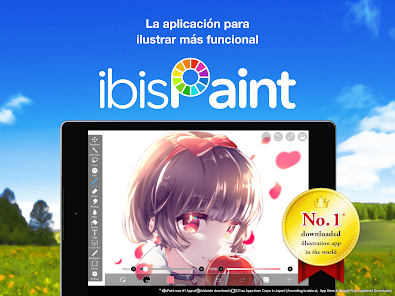 La aplicación para
ilustrar más funcional
ibisPaint
No. 1*
downloaded
illustration app
in the world